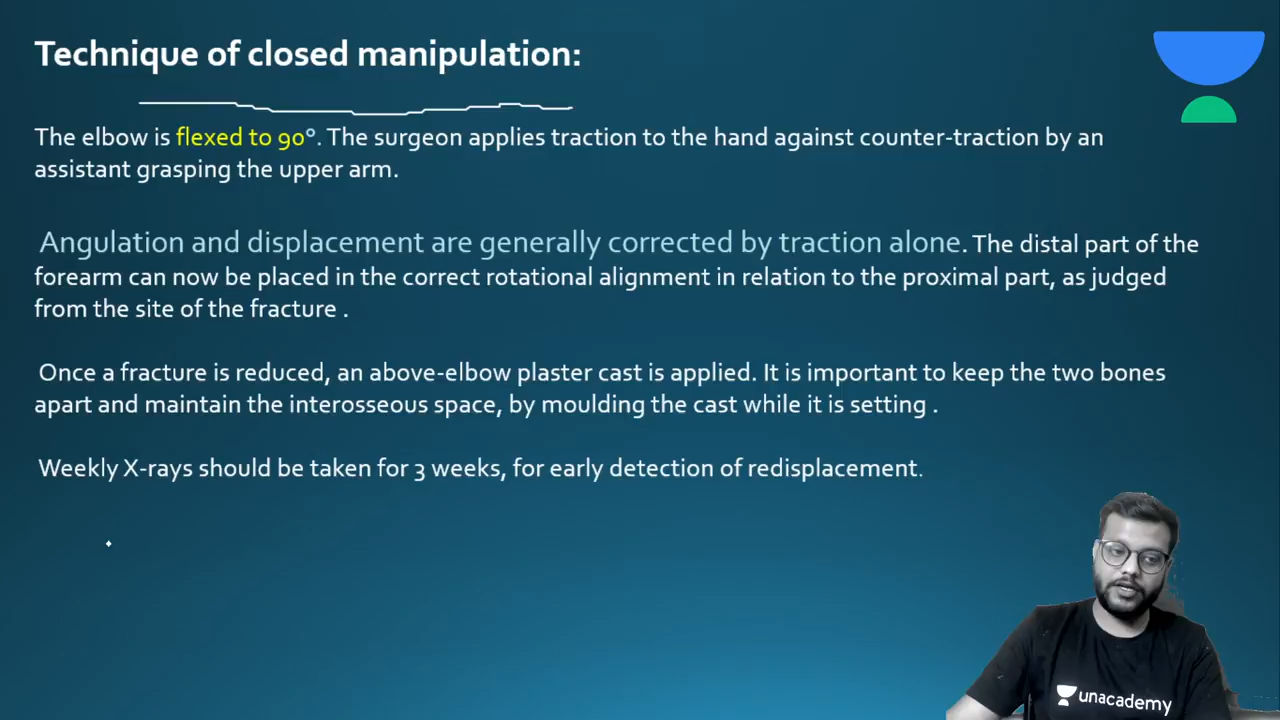 Technique of closed manipulation:
The elbow is flexed to 90°. The surgeon applies traction to the hand against counter-traction by an
assistant grasping the upper arm.
Angulation and displacement are generally corrected by traction alone. The distal part of the
forearm can now be placed in the correct rotational alignment in relation to the proximal part, as judged
from the site of the fracture .
Once a fracture is reduced, an above-elbow plaster cast is applied. It is important to keep the two bones
apart and maintain the interosseous space, by moulding the cast while it is setting .
Weekly X-rays should be taken for 3 weeks, for early detection of redisplacement.
unacademy